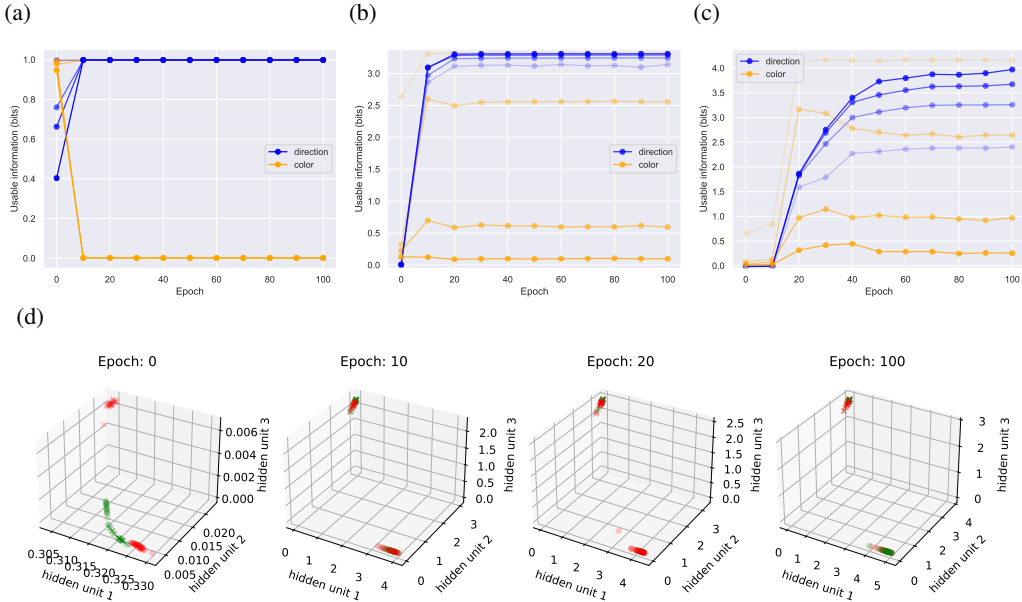 (a)
(b)
(c)
Usable information (bits)
1.0
0.8
0.6
0.4
0.2
0.0
direction
color
0 20 40 60 80 100
Epoch
Usable information (bits)
3.0
2.5
2.0
1.5
1.0
0.5
0.0
direction
color
0 20 40 60 80 100
Epoch
Usable information (bits)
4.0
3.5
3.0
2.5
2.0
1.5
1.0
0.5
0.0
direction
color
0 20 40 60 80 100
Epoch
(d)
Epoch: 0
0.006
0.004
0.002
0.000
hidden unit 3
0.020
0.015
0.010
0.005
hidden unit 2
0.305
0.310
0.315
0.320
0.325
0.330
hidden unit 1
Epoch: 10
2.0
1.5
1.0
0.5
0.0
hidden unit 3
3
2
1
0
hidden unit 2
0 1 2 3 4
hidden unit 1
Epoch: 20
2.5
2.0
1.5
1.0
0.5
0.0
hidden unit 3
3
2
1
0
hidden unit 2
0 1 2 3 4
hidden unit 1
Epoch: 100
3
2
1
0
hidden unit 3
4
3
2
1
0
hidden unit 2
0 1 2 3 4 5
hidden unit 1